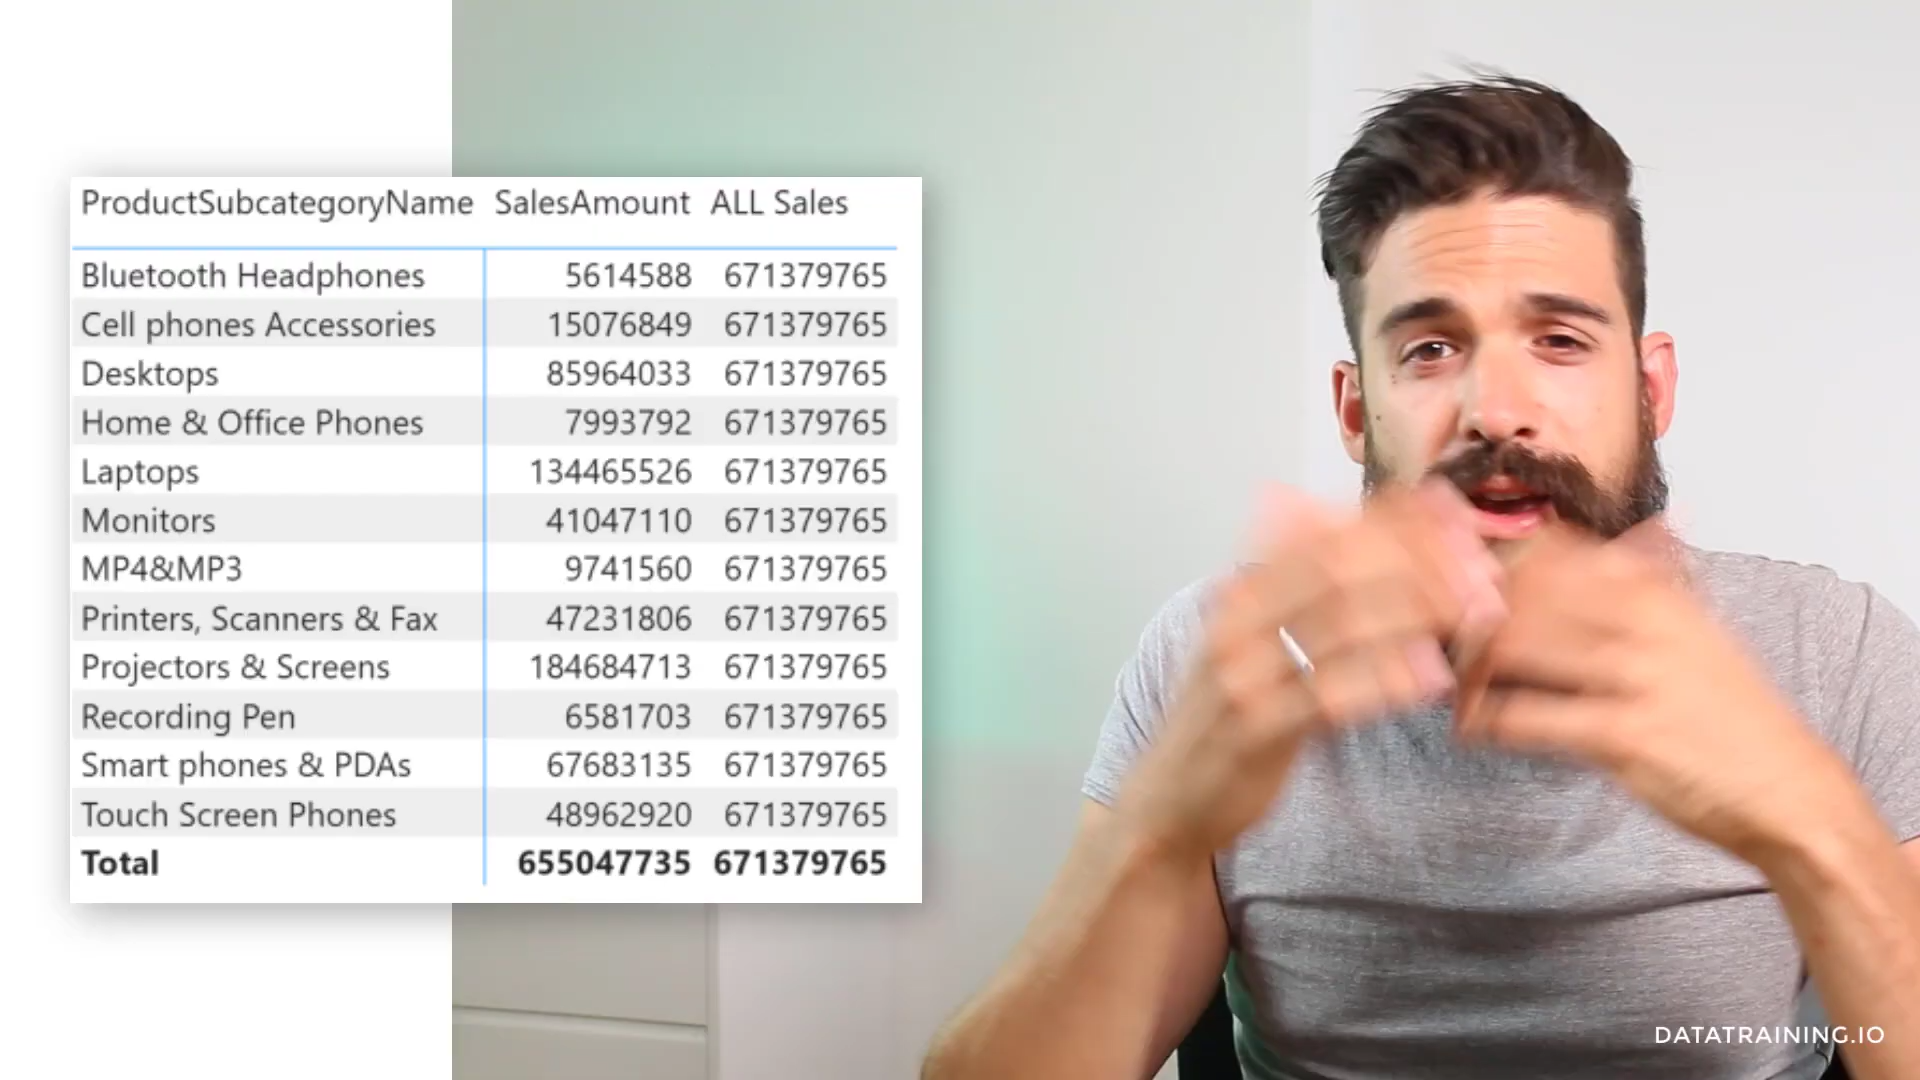 ProductSubcategoryName SalesAmount ALL Sales
Bluetooth Headphones 5614588 671379765
Cell phones Accessories 15076849 671379765
Desktops 85964033 671379765
Home & Office Phones 7993792 671379765
Laptops 134465526 671379765
Monitors 41047110 671379765
MP4&MP3 9741560 671379765
Printers, Scanners & Fax 47231806 671379765
Projectors & Screens 184684713 671379765
Recording Pen 6581703 671379765
Smart phones & PDAs 67683135 671379765
Touch Screen Phones 48962920 671379765
Total 655047735 671379765
DATATRAINING.IO